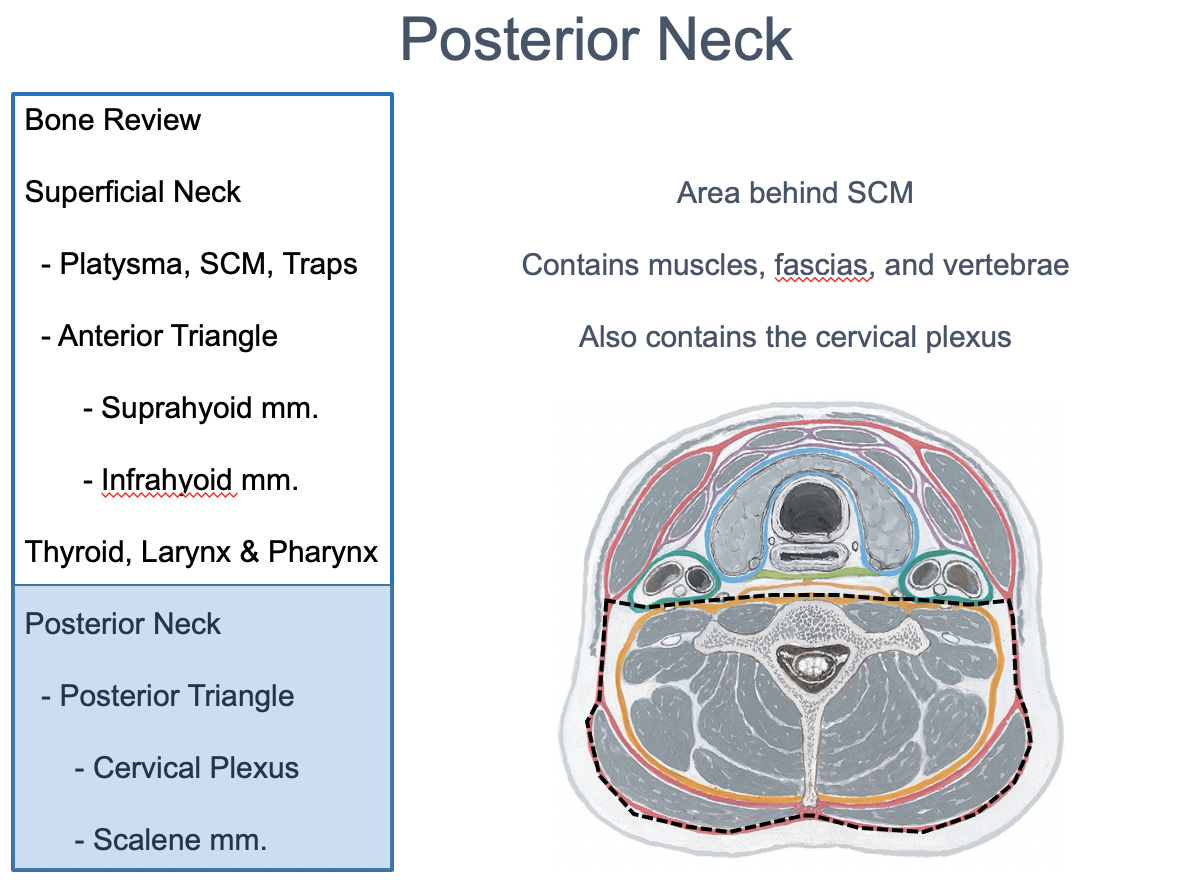 Posterior Neck
Bone Review
Superficial Neck
- Platysma, SCM, Traps
- Anterior Triangle
- Suprahyoid mm.
- Infrahyoid mm.
Thyroid, Larynx & Pharynx
Posterior Neck
- Posterior Triangle
- Cervical Plexus
- Scalene mm.
Area behind SCM
Contains muscles, fascias, and vertebrae
Also contains the cervical plexus